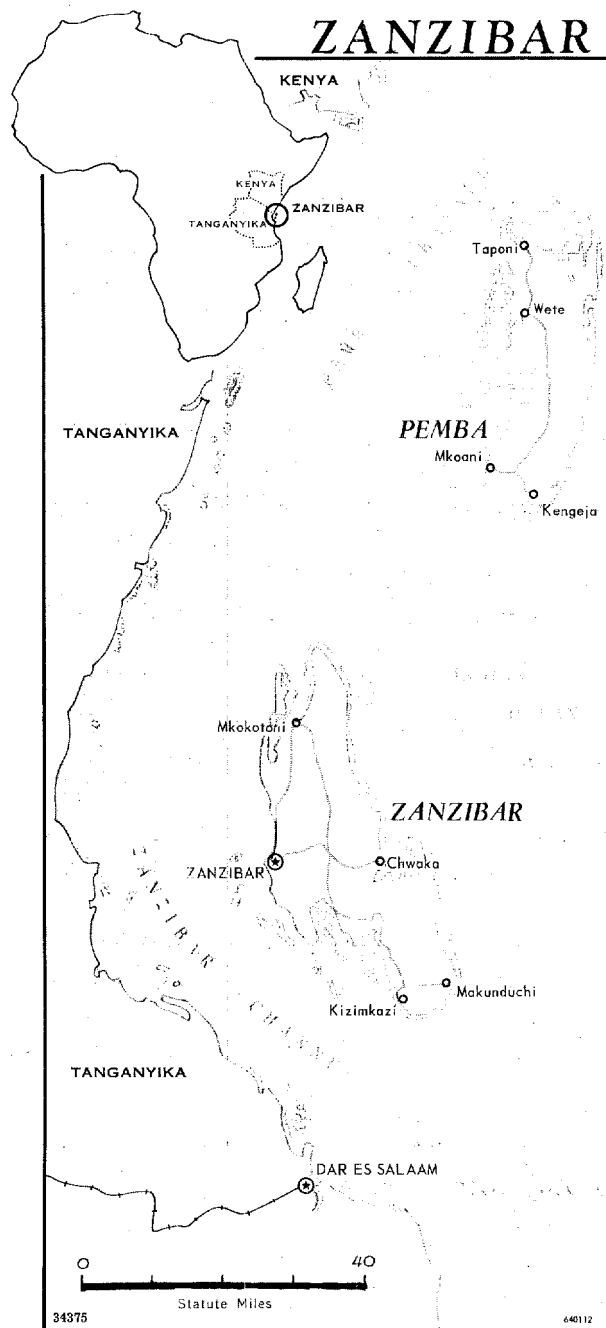 ZANZIBAR
KENYA
KENYA
ZANZIBAR
TANGANYIKA
Taponi
Wete
TANGANYIKA
PEMBA
Mkoani
Kengeja
Mkokotoni
ZANZIBAR
ZANZIBAR
Chwaka
ZANZIBAR
Makunduchi
Kizimkazi
TANGANYIKA
DAR ES SALAAM
0 40
Statute Miles
34375 640112